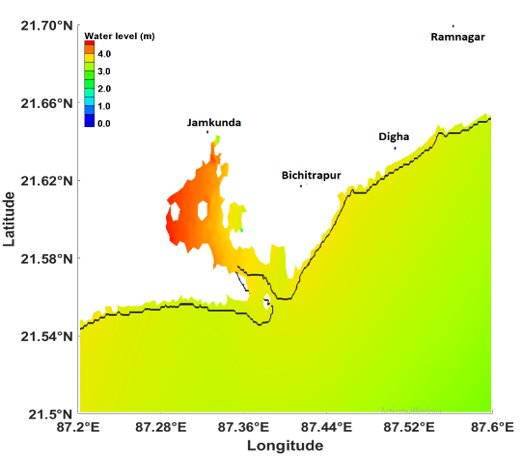 21.70°N
Water level (m)
4.0
3.0
2.0
1.0
0.0
Ramnagar
21.66°N
Jamkunda
Digha
Bichitrapur
21.62°N
Latitude
21.58°N
21.54°N
21.5°N
87.2°E 87.28°E 87.36°E 87.44°E 87.52°E 87.6°E
Longitude